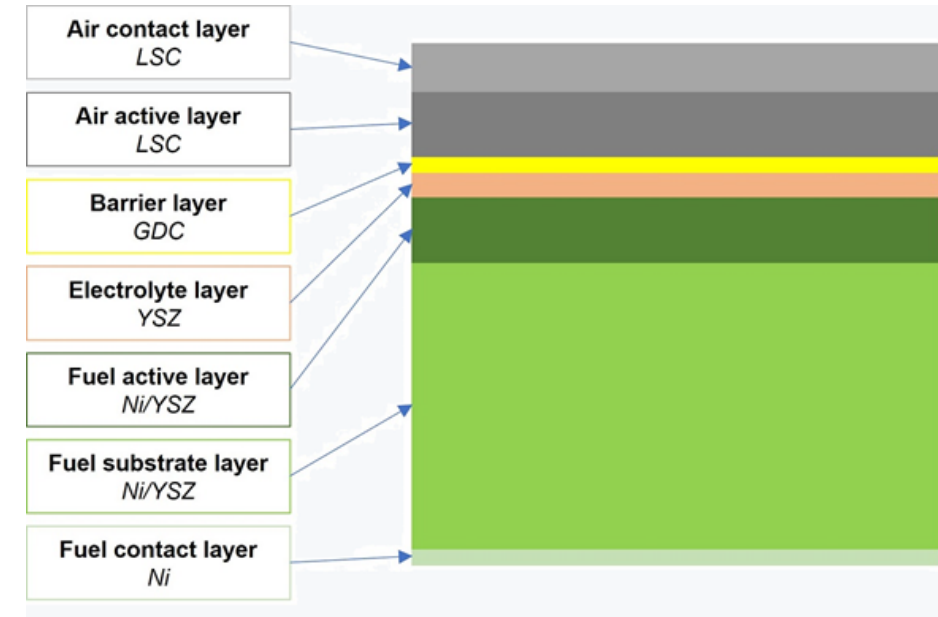 Air contact layer
LSC
Air active layer
LSC
Barrier layer
GDC
Electrolyte layer
YSZ
Fuel active layer
Ni/YSZ
Fuel substrate layer
Ni/YSZ
Fuel contact layer
Ni